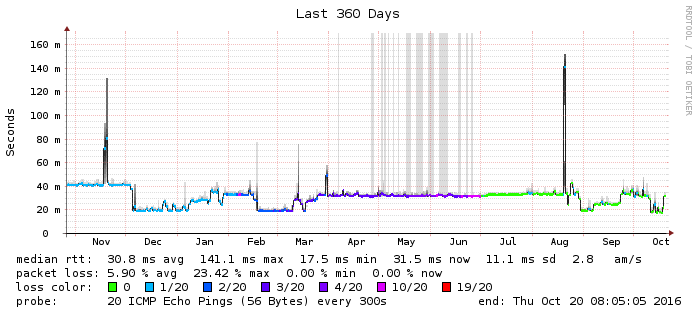 Last 360 Days
RRDTOOL / TOBI OETIKER
Seconds
160 m
140 m
120 m
100 m
80 m
60 m
40 m
20 m
0
Nov Dec Jan Feb Mar Apr May Jun Jul Aug Sep Oct
median rtt: 30.8 ms avg 141.1 ms max 17.5 ms min 31.5 ms now 11.1 ms sd 2.8 am/s
packet loss: 5.90 % avg 23.42 % max 0.00 % min 0.00 % now
loss color: 0 1/20 2/20 3/20 4/20 10/20 19/20
probe: 20 ICMP Echo Pings (56 Bytes) every 300s end: Thu Oct 20 08:05:05 2016